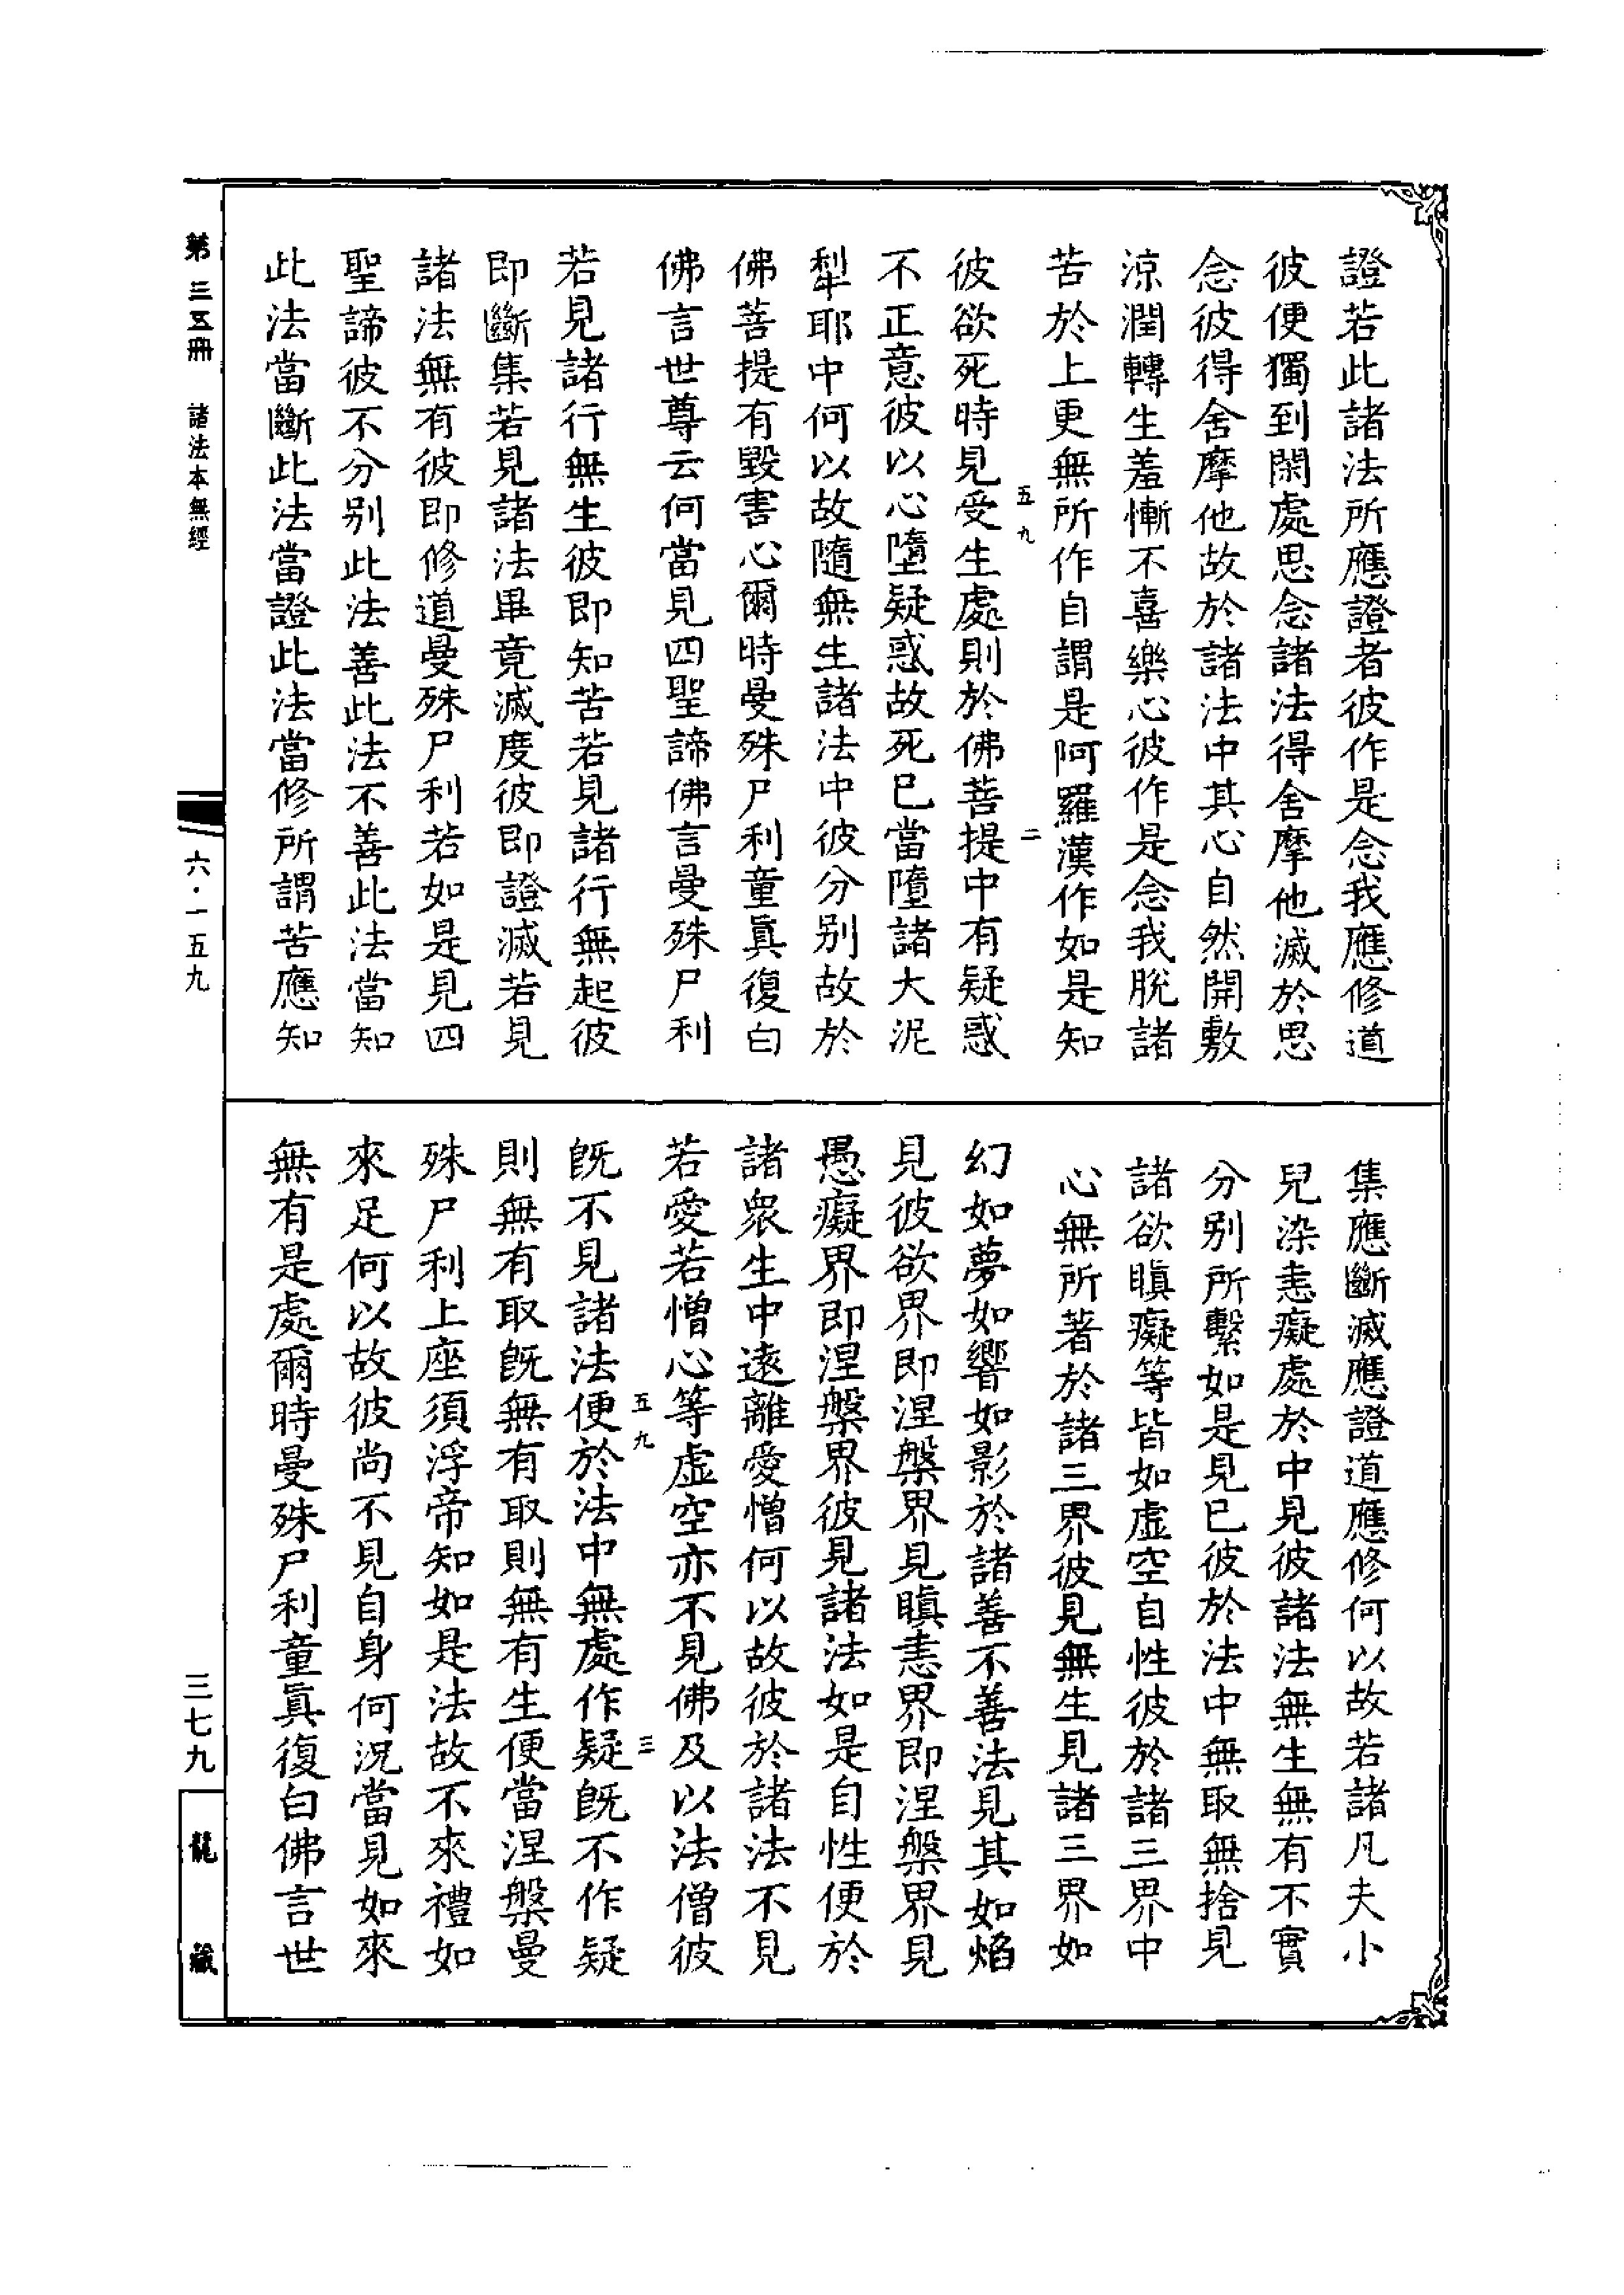 證若此諸法所應證者彼作是念我應修道
彼便獨到閑處思念諸法得舍摩他滅於思
念彼得舍摩他故於諸法中其心自然開敷
涼潤轉生羞慚不喜樂心彼作是念我脫諸
苦於上更無所作自謂是阿羅漢作如是知
五九 二
彼欲死時見受生處則於佛菩提中有疑惑
不正意彼以心墮疑惑故死已當墮諸大泥
犁耶中何以故隨無生諸法中彼分別故於
佛菩提有毀害心爾時曼殊尸利童眞復白
佛言世尊云何當見四聖諦佛言曼殊尸利
若見諸行無生彼即知苦若見諸行無起彼
即斷集若見諸法畢竟滅度彼即證滅若見
諸法無有彼即修道曼殊尸利若如是見四
聖諦彼不分別此法善此法不善此法當知
此法當斷此法當證此法當修所謂苦應知
集應斷滅應證道應修何以故若諸凡夫小
兒染恚癡處於中見彼諸法無生無有不實
分別所繫如是見已彼於法中無取無捨見
諸欲瞋癡等皆如虛空自性彼於諸三界中
心無所著於諸三界彼見無生見諸三界如
幻如夢如響如影於諸善不善法見其如焰
見彼欲界即涅槃界見瞋恚界即涅槃界見
愚癡界即涅槃界彼見諸法如是自性便於
諸衆生中遠離愛憎何以故彼於諸法不見
若愛若憎心等虛空亦不見佛及以法僧彼
五九 三
旣不見諸法便於法中無處作疑旣不作疑
則無有取旣無有取則無有生便當涅槃曼
殊尸利上座須浮帝知如是法故不來禮如
來足何以故彼尚不見自身何況當見如來
無有是處爾時曼殊尸利童眞復白佛言世
第三五冊 諸法本無經
六·一五九
三七九
龍藏